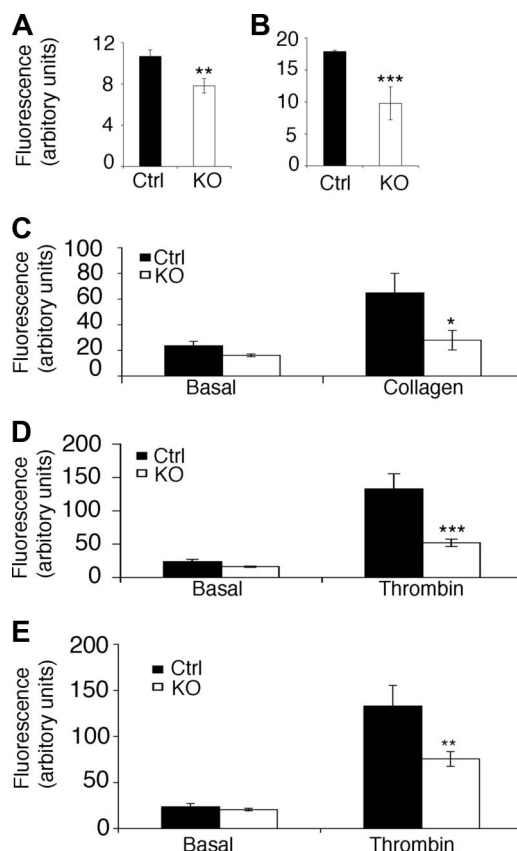 A
Fluorescence
(arbitory units)
12
8
4
0
**
Ctrl KO
B
20
15
10
5
0
***
Ctrl KO
C
Fluorescence
(arbitory units)
100
80
60
40
20
0
Ctrl
KO
*
Basal Collagen
D
Fluorescence
(arbitory units)
200
150
100
50
0
Ctrl
KO
***
Basal Thrombin
E
Fluorescence
(arbitory units)
200
150
100
50
0
Ctrl
KO
**
Basal Thrombin